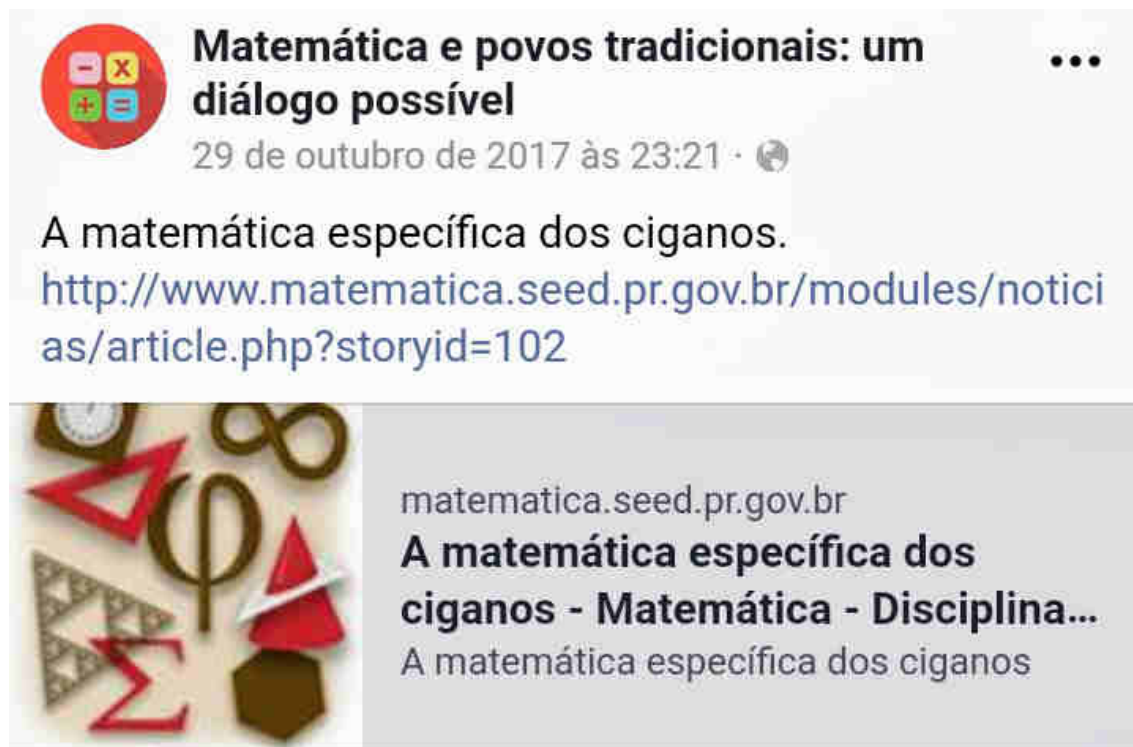 Matemática e povos tradicionais: um
diálogo possível
29 de outubro de 2017 às 23:21 ·
A matemática específica dos ciganos.
http://www.matematica.seed.pr.gov.br/modules/notici
as/article.php?storyid=102
matematica.seed.pr.gov.br
A matemática específica dos
ciganos - Matemática - Disciplina...
A matemática específica dos ciganos